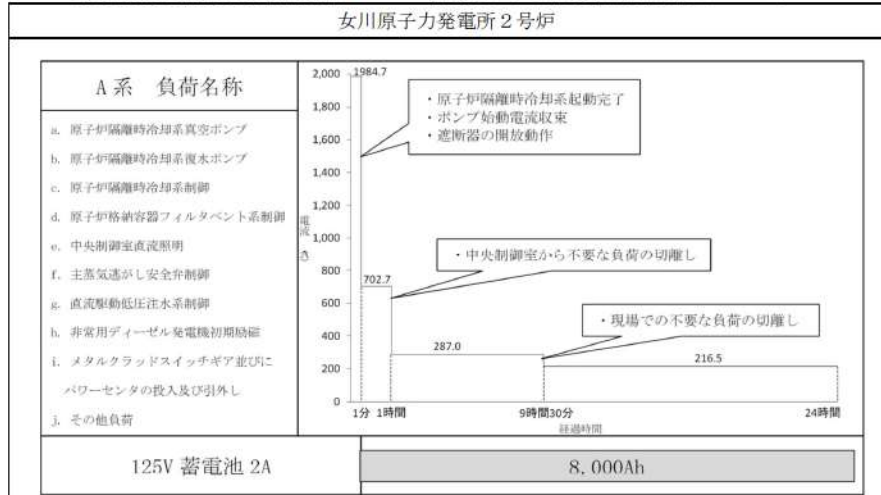 女川原子力発電所2号炉
A系 負荷名称
a. 原子炉隔離時冷却系真空ポンプ
b. 原子炉隔離時冷却系復水ポンプ
c. 原子炉隔離時冷却系制御
d. 原子炉格納容器フィルタベント系制御
e. 中央制御室直流照明
f. 主蒸気逃がし安全弁制御
g. 直流駆動低圧注水系制御
h. 非常用ディーゼル発電機初期励磁
i. メタルクラッドスイッチギア並びに
パワーセンタの投入及び引外し
j. その他負荷
2,000
1,800
1,600
1,400
1,200
1,000
800
600
400
200
0
電流
1984.7
・原子炉隔離時冷却系起動完了
・ポンプ始動電流収束
・遮断器の開放動作
702.7
・中央制御室から不要な負荷の切離し
287.0
・現場での不要な負荷の切離し
216.5
1分 1時間 9時間30分 24時間
経過時間
125V 蓄電池 2A 8,000Ah